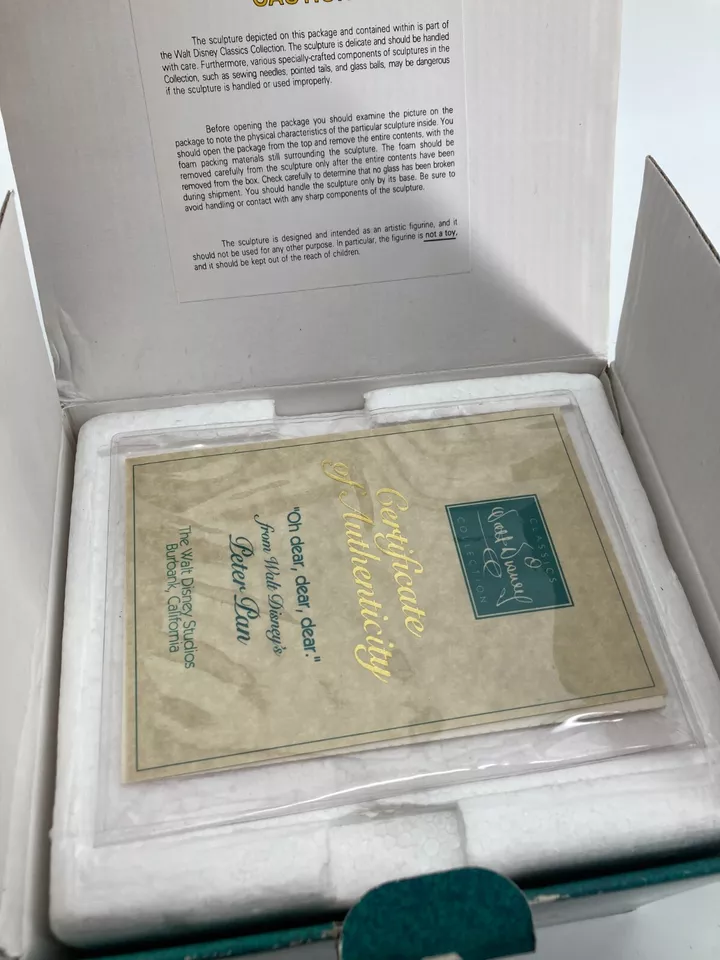 CAUTION
The sculpture depicted on this package and contained within is part of
the Walt Disney Classics Collection. The sculpture is delicate and should be handled
with care. Furthermore, various specially-crafted components of sculptures in the
Collection, such as sewing needles, pointed tails, and glass balls, may be dangerous
if the sculpture is handled or used improperly.
Before opening the package you should examine the picture on the
package to note the physical characteristics of the particular sculpture inside. You
should open the package from the top and remove the entire contents, with the
foam packing materials still surrounding the sculpture. The foam should be
removed carefully from the sculpture only after the entire contents have been
removed from the box. Check carefully to determine that no glass has been broken
during shipment. You should handle the sculpture only by its base. Be sure to
avoid handling or contact with any sharp components of the sculpture.
The sculpture is designed and intended as an artistic figurine, and it
should not be used for any other purpose. In particular, the figurine is not a toy,
and it should be kept out of the reach of children.
CLASSICS
Walt Disney
COLLECTION
Certificate
of Authenticity
"Oh dear, dear, dear."
from Walt Disney's
Peter Pan
The Walt Disney Studios
Burbank, California